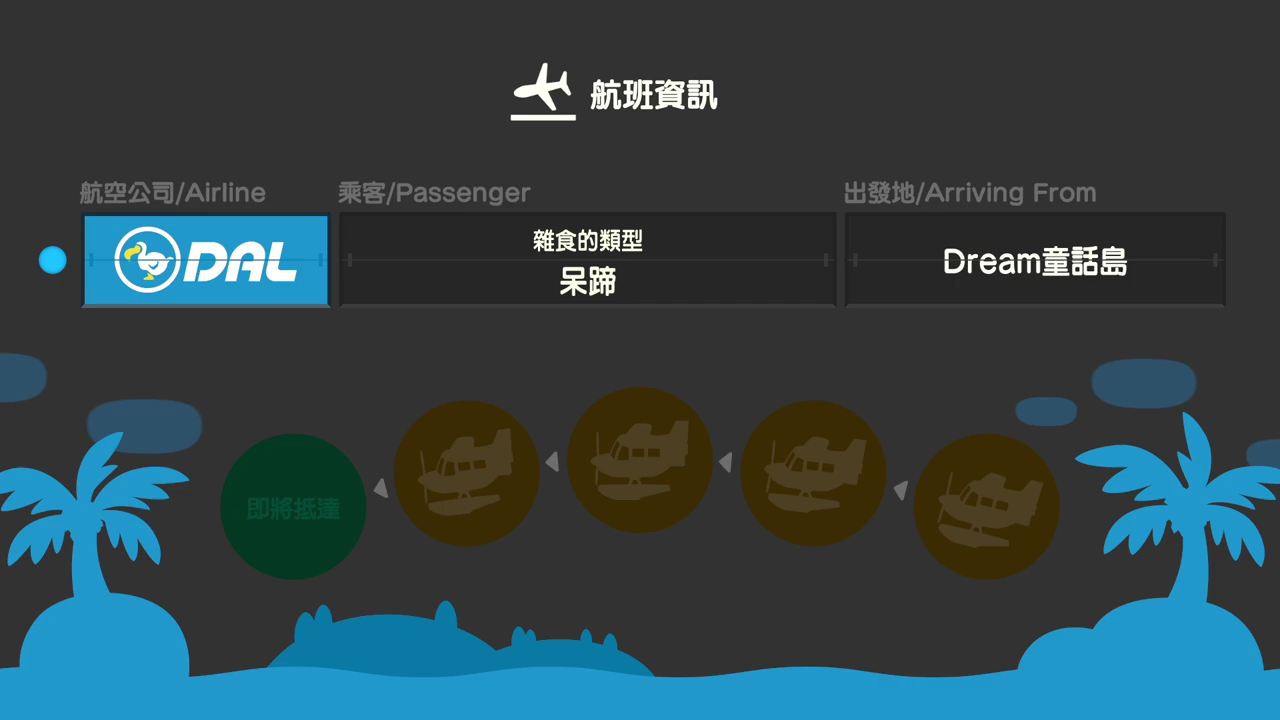 航班資訊
航空公司/Airline
乘客/Passenger
出發地/Arriving From
DAL
雜食的類型
呆蹄
Dream童話島
即將抵達